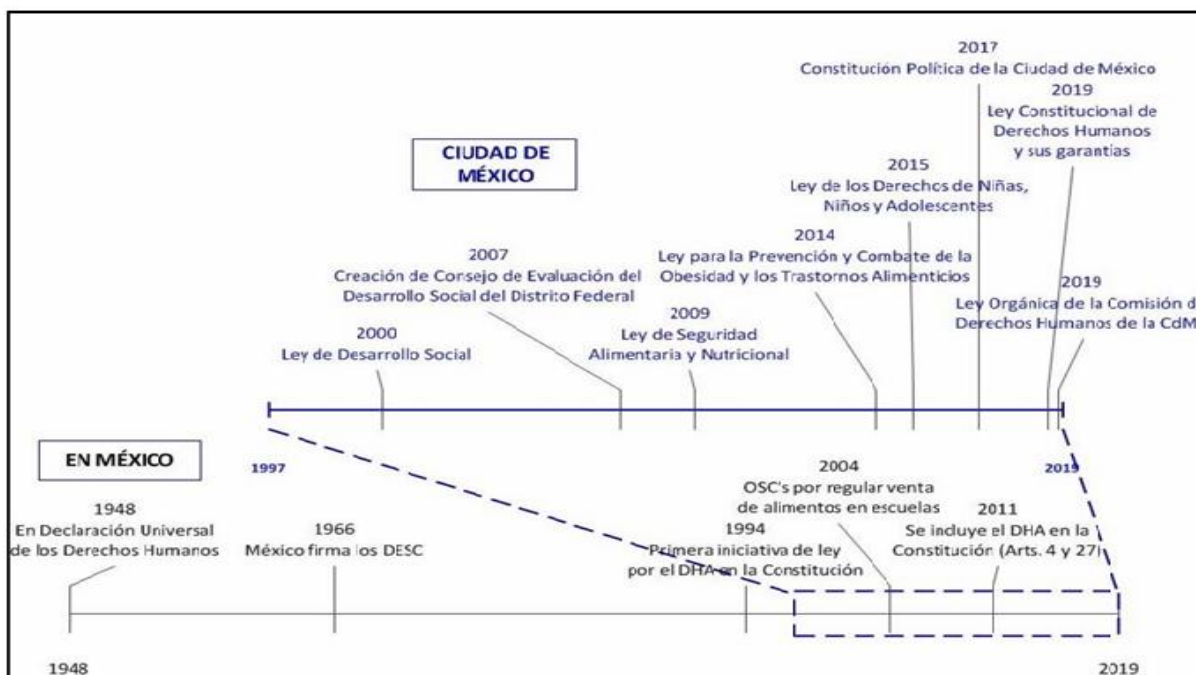 2017
Constitución Política de la Ciudad de México
2019
Ley Constitucional de
Derechos Humanos
y sus garantías
CIUDAD DE
MÉXICO
2015
Ley de los Derechos de Niñas,
Niños y Adolescentes
2014
Ley para la Prevención y Combate de la
Obesidad y los Trastornos Alimenticios
2007
Creación de Consejo de Evaluación del
Desarrollo Social del Distrito Federal
2019
Ley Orgánica de la Comisión d
Derechos Humanos de la CdM
2009
Ley de Seguridad
Alimentaria y Nutricional
2000
Ley de Desarrollo Social
1997
2019
EN MÉXICO
1948
En Declaración Universal
de los Derechos Humanos
1966
México firma los DESC
1994
Primera iniciativa de ley
por el DHA en la Constitución
2004
OSC's por regular venta
de alimentos en escuelas
2011
Se incluye el DHA en la
Constitución (Arts. 4 y 27)
1948
2019